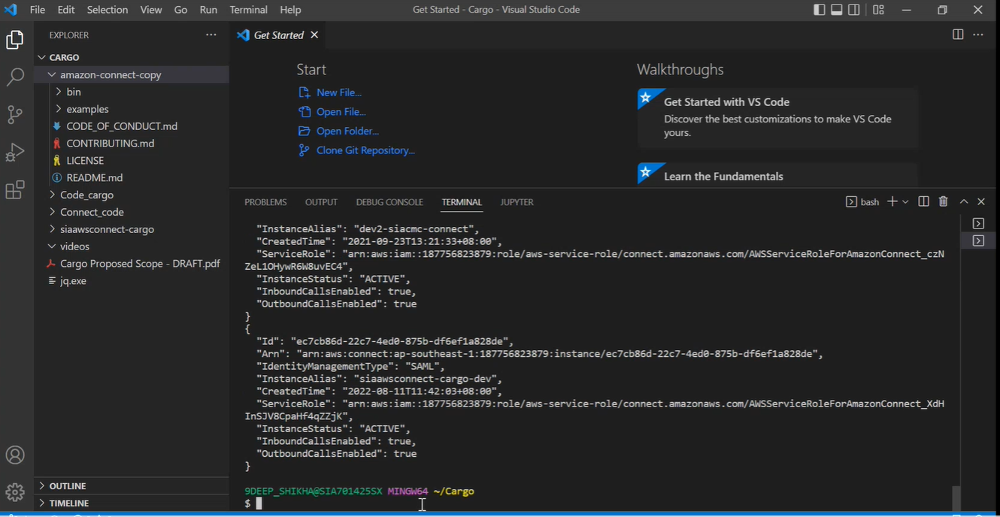 File Edit Selection View Go Run Terminal Help
Get Started - Cargo - Visual Studio Code
EXPLORER
CARGO
amazon-connect-copy
bin
examples
CODE_OF_CONDUCT.md
CONTRIBUTING.md
LICENSE
README.md
Code_cargo
Connect_code
siaawsconnect-cargo
videos
Cargo Proposed Scope - DRAFT.pdf
jq.exe
OUTLINE
TIMELINE
Get Started
Start
New File...
Open File...
Open Folder...
Clone Git Repository...
Walkthroughs
Get Started with VS Code
Discover the best customizations to make VS Code
yours.
Learn the Fundamentals
PROBLEMS OUTPUT DEBUG CONSOLE TERMINAL JUPYTER
bash
"InstanceAlias": "dev2-siacmc-connect",
"CreatedTime": "2021-09-23T13:21:33+08:00",
"ServiceRole": "arn:aws:iam::187756823879:role/aws-service-role/connect.amazonaws.com/AWSServiceRoleForAmazonConnect_czN
ZeL1OHywR6W8uvEC4",
"InstanceStatus": "ACTIVE",
"InboundCallsEnabled": true,
"OutboundCallsEnabled": true
}
{
"Id": "ec7cb86d-22c7-4ed0-875b-df6ef1a828de",
"Arn": "arn:aws:connect:ap-southeast-1:187756823879:instance/ec7cb86d-22c7-4ed0-875b-df6ef1a828de",
"IdentityManagementType": "SAML",
"InstanceAlias": "siaawsconnect-cargo-dev",
"CreatedTime": "2022-08-11T11:42:03+08:00",
"ServiceRole": "arn:aws:iam::187756823879:role/aws-service-role/connect.amazonaws.com/AWSServiceRoleForAmazonConnect_XdH
InSJV8CpaHf4qZZjK",
"InstanceStatus": "ACTIVE",
"InboundCallsEnabled": true,
"OutboundCallsEnabled": true
}
9DEEP_SHIKHA@SIA701425SX MINGW64 ~/Cargo
$